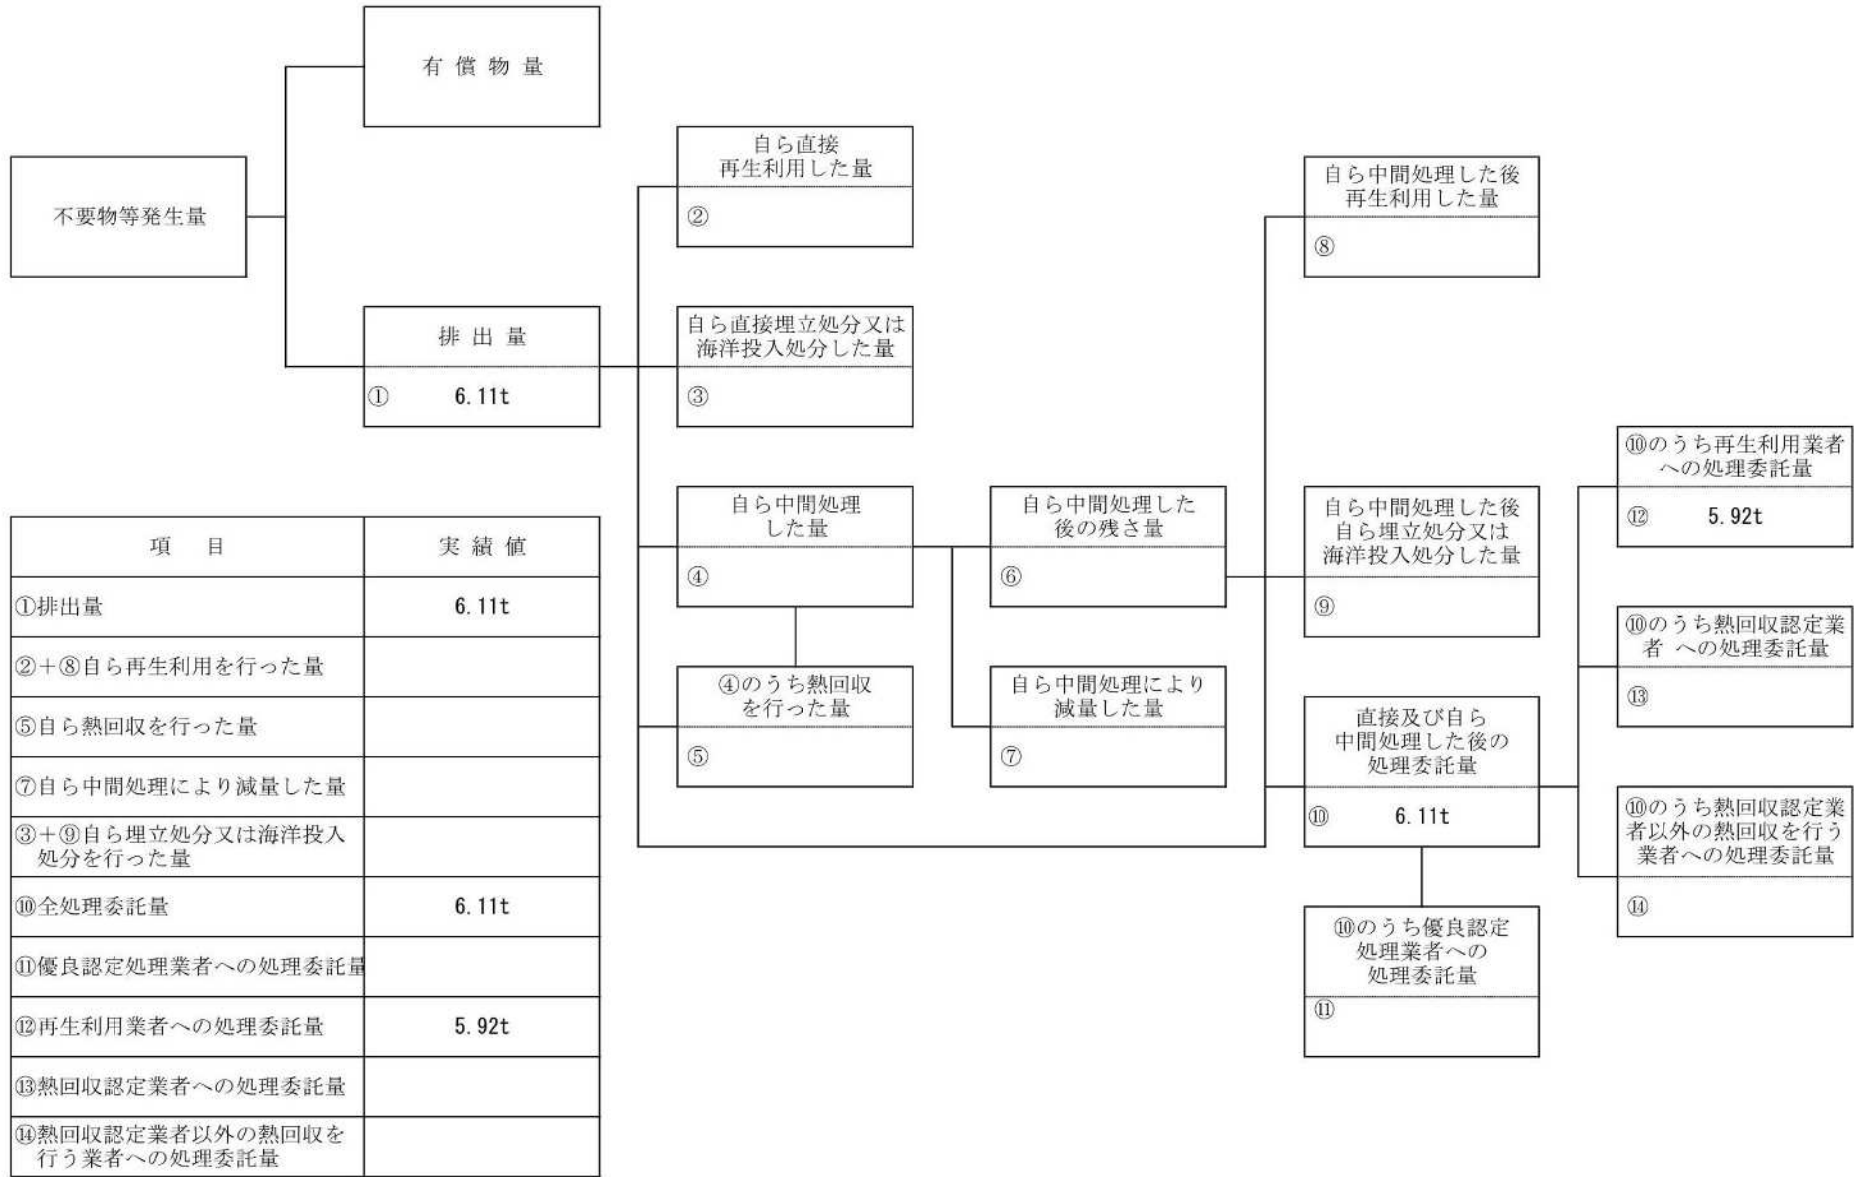 有 償 物 量
不要物等発生量
排 出 量
① 6.11t
自ら直接
再生利用した量
②
自ら直接埋立処分又は
海洋投入処分した量
③
自ら中間処理
した量
④
④のうち熱回収
を行った量
⑤
自ら中間処理した
後の残さ量
⑥
自ら中間処理により
減量した量
⑦
自ら中間処理した後
再生利用した量
⑧
自ら中間処理した後
自ら埋立処分又は
海洋投入処分した量
⑨
直接及び自ら
中間処理した後の
処理委託量
⑩ 6.11t
⑩のうち優良認定
処理業者への
処理委託量
⑪
⑩のうち再生利用業者
への処理委託量
⑫ 5.92t
⑩のうち熱回収認定業
者 への処理委託量
⑬
⑩のうち熱回収認定業
者以外の熱回収を行う
業者への処理委託量
⑭
項 目 実 績 値
①排出量 6.11t
②＋⑧自ら再生利用を行った量
⑤自ら熱回収を行った量
⑦自ら中間処理により減量した量
③＋⑨自ら埋立処分又は海洋投入
処分を行った量
⑩全処理委託量 6.11t
⑪優良認定処理業者への処理委託量
⑫再生利用業者への処理委託量 5.92t
⑬熱回収認定業者への処理委託量
⑭熱回収認定業者以外の熱回収を
行う業者への処理委託量